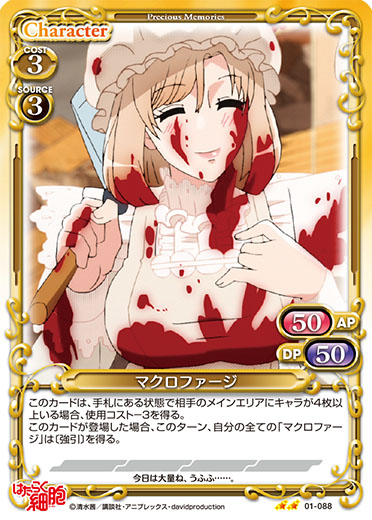 Precious Memories
Character
COST
3
SOURCE
3
50 AP
DP 50
マクロファージ
このカードは、手札にある状態で相手のメインエリアにキャラが4枚以
上いる場合、使用コスト−3を得る。
このカードが登場した場合、このターン、自分の全ての「マクロファー
ジ」は〔強引〕を得る。
今日は大量ね、うふふ……。
はたらく
細胞
01-088
©清水茜/講談社・アニプレックス・davidproduction